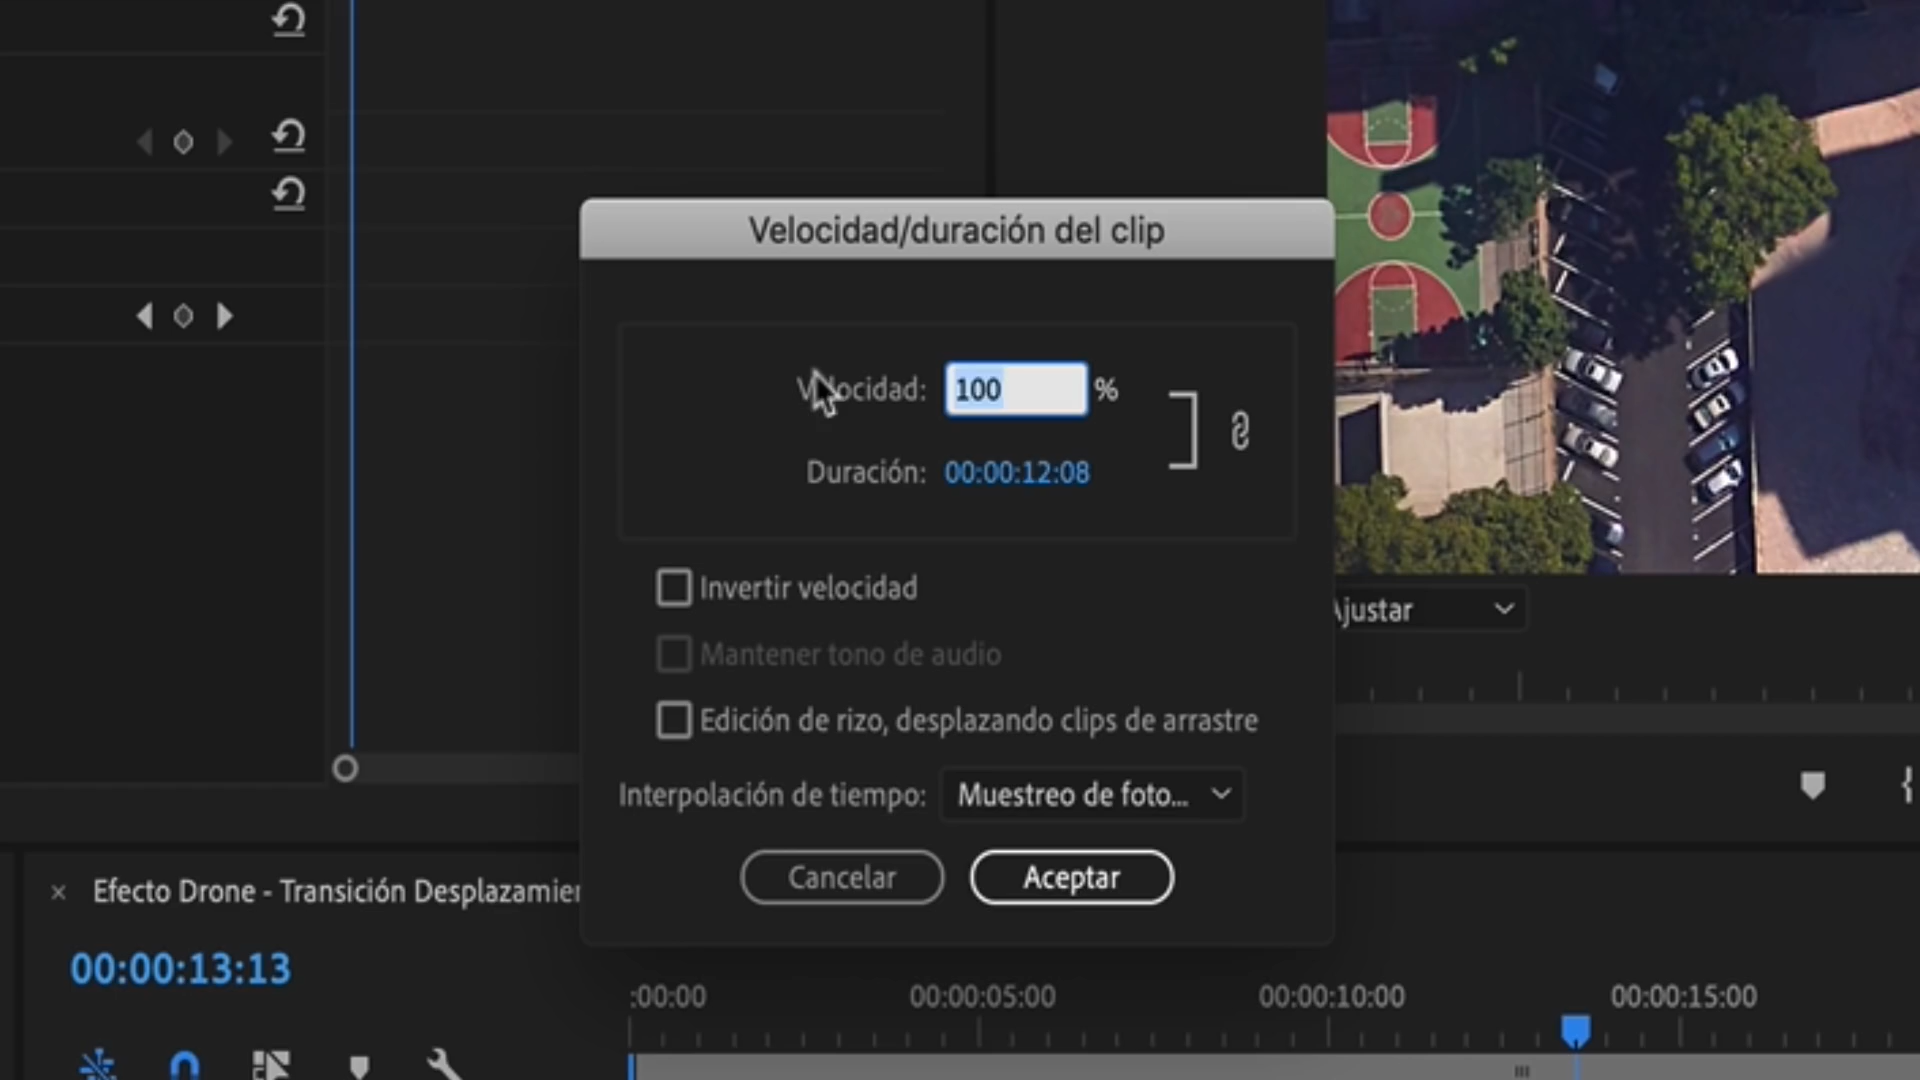 Velocidad/duración del clip
Velocidad: 100 %
Duración: 00:00:12:08
Invertir velocidad
Mantener tono de audio
Edición de rizo, desplazando clips de arrastre
Ajustar
Interpolación de tiempo: Muestreo de foto...
Cancelar Aceptar
× Efecto Drone - Transición Desplazamien
00:00:13:13
:00:00 00:00:05:00 00:00:10:00 00:00:15:00